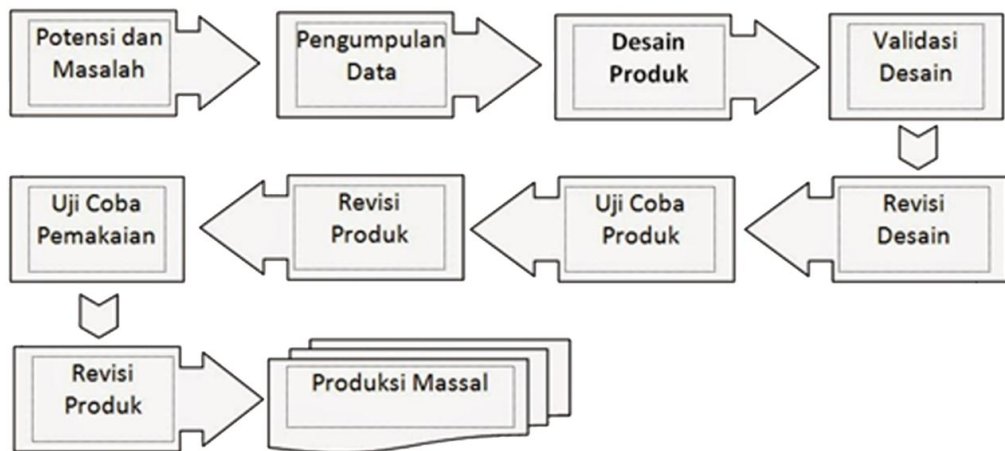 Potensi dan
Masalah
Pengumpulan
Data
Desain
Produk
Validasi
Desain
Revisi
Desain
Uji Coba
Produk
Revisi
Produk
Uji Coba
Pemakaian
Revisi
Produk
Produksi Massal